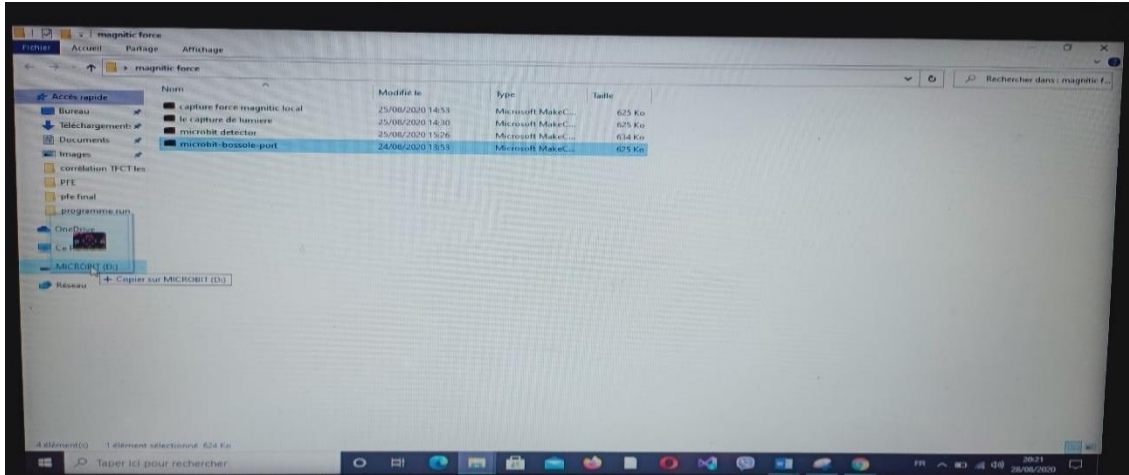 magnitic force
Fichier Accueil Partage Affichage
magnitic force
Rechercher dans : magnitic f...
Nom Modifié le Type Taille
Accès rapide
capture force magnitic local 25/08/2020 14:53 Microsoft MakeC... 625 Ko
Bureau
le capture de lumiere 25/08/2020 14:30 Microsoft MakeC... 625 Ko
Téléchargements
microbit detector 25/08/2020 15:26 Microsoft MakeC... 634 Ko
Documents
microbit-bossole-port 24/08/2020 13:53 Microsoft MakeC... 625 Ko
Images
corrélation TFCT les
PFE
pfe final
programme run
OneDrive
Ce
MICROBIT (D:)
+ Copier sur MICROBIT (D:)
Réseau
4 élément(s) 1 élément sélectionné 624 Ko
Taper ici pour rechercher
FR
20:21
28/08/2020